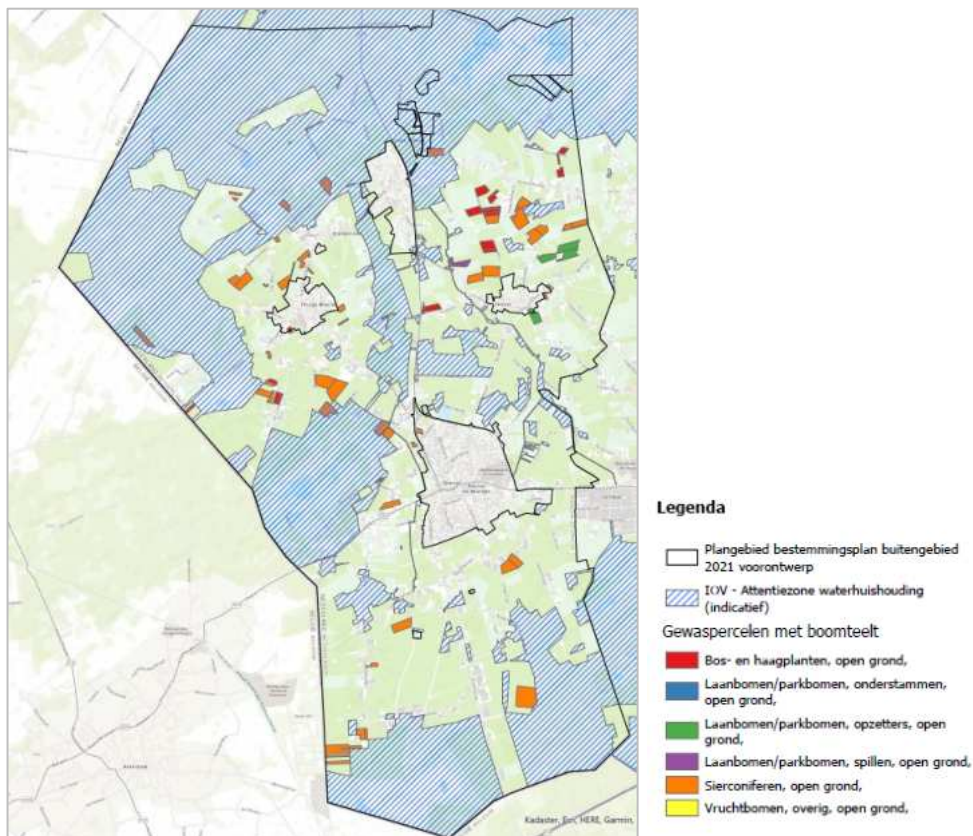 Legenda
Plangebied bestemmingsplan buitengebied
2021 voorontwerp
IOV - Attentiezone waterhuishouding
(indicatief)
Gewaspercelen met boomteelt
Bos- en haagplanten, open grond,
Laanbomen/parkbomen, onderstammen,
open grond,
Laanbomen/parkbomen, opzetters, open
grond,
Laanbomen/parkbomen, spillen, open grond,
Sierconiferen, open grond,
Vruchtbomen, overig, open grond,
Kadaster, Esri, HERE, Garmin,